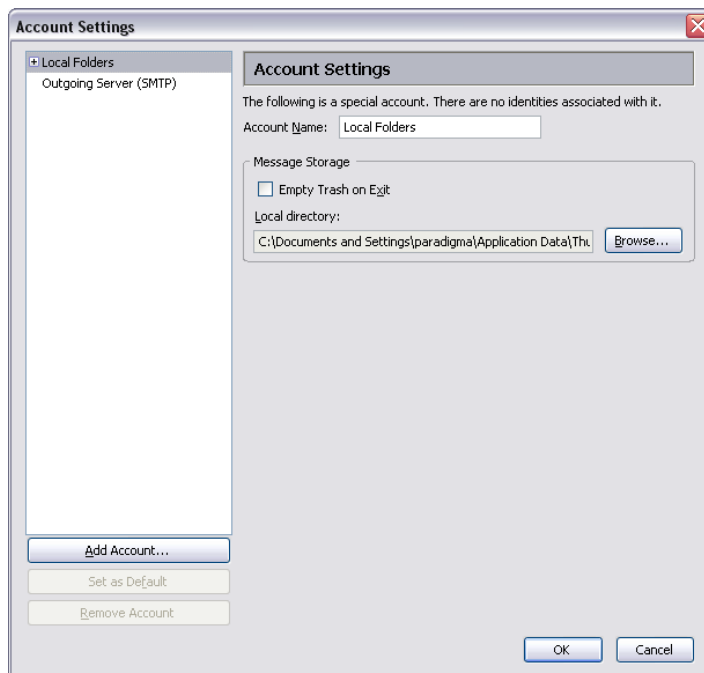 Account Settings
Local Folders
Outgoing Server (SMTP)
Add Account...
Set as Default
Remove Account
Account Settings
The following is a special account. There are no identities associated with it.
Account Name: Local Folders
Message Storage
Empty Trash on Exit
Local directory:
C:\Documents and Settings\paradigma\Application Data\Thu Browse...
OK Cancel